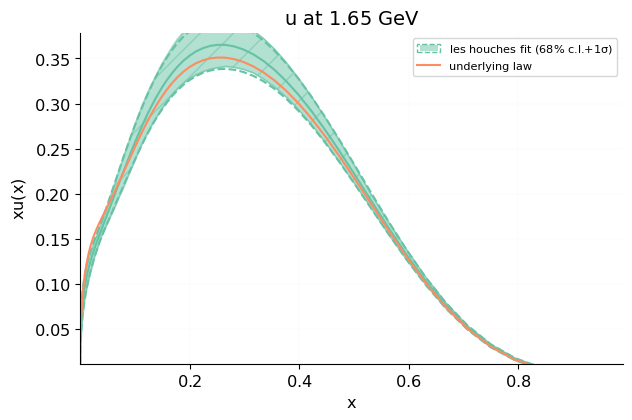 u at 1.65 GeV
les houches fit (68% c.l.+1σ)
underlying law
xu(x)
0.35
0.30
0.25
0.20
0.15
0.10
0.05
0.2
0.4
0.6
0.8
x